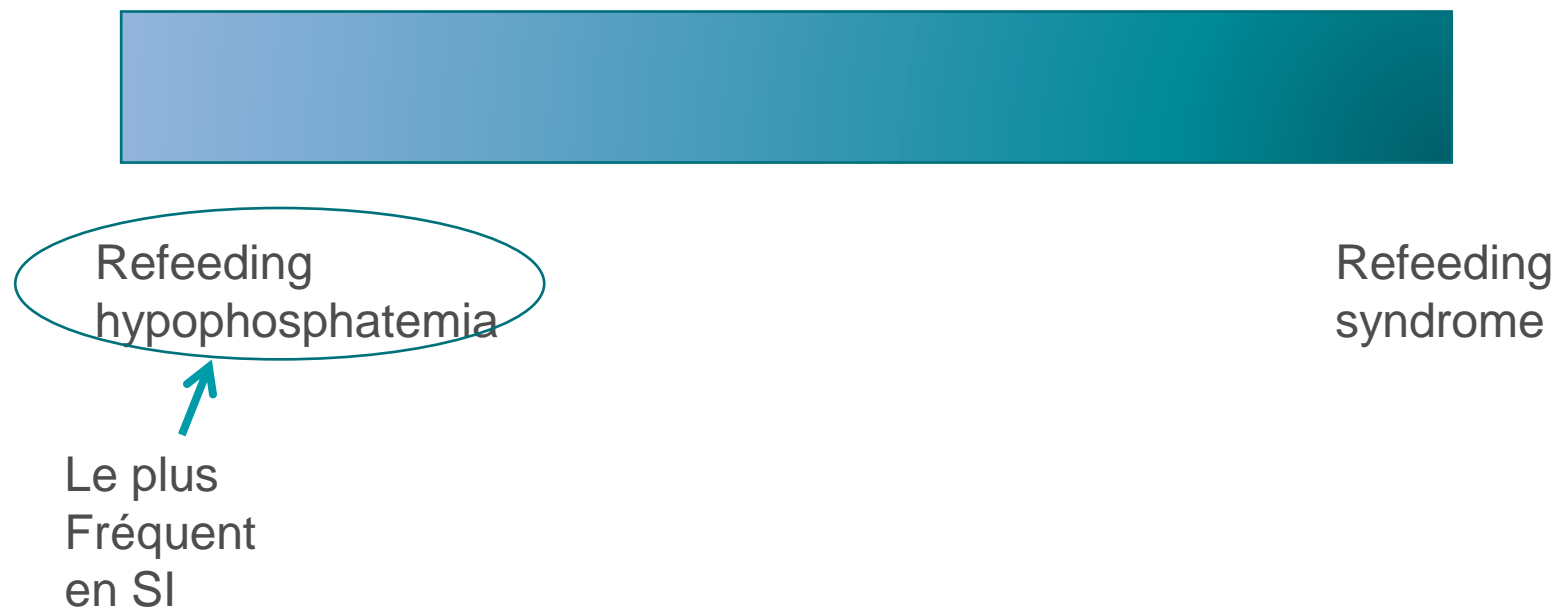 Refeeding
hypophosphatemia
Refeeding
syndrome
Le plus
Fréquent
en SI